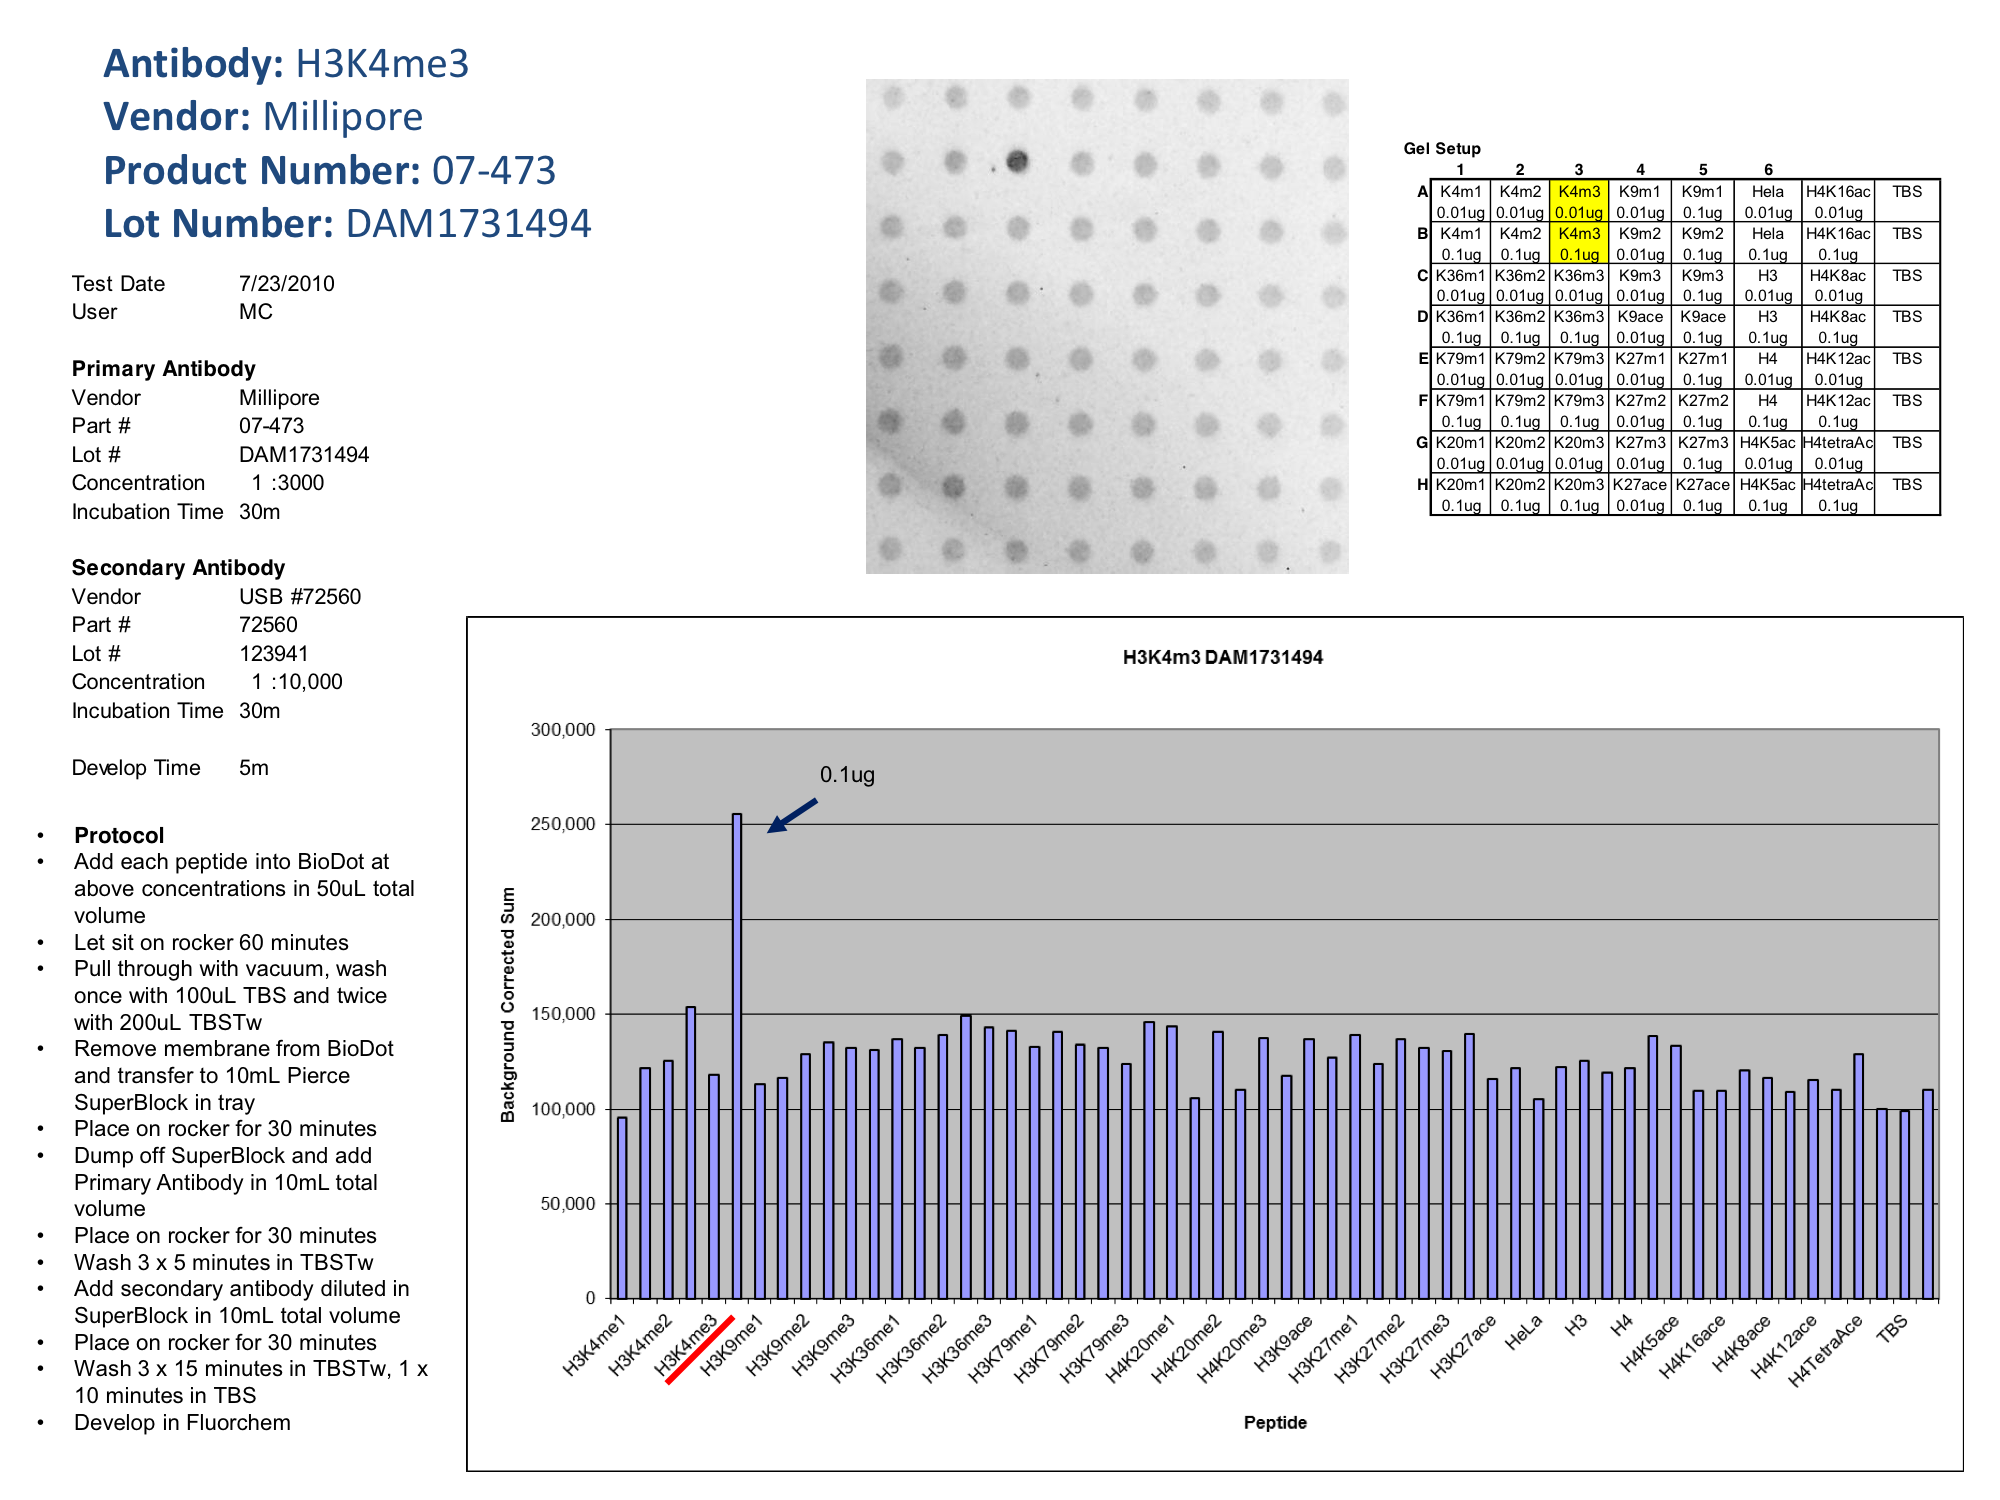 Antibody: H3K4me3
Vendor: Millipore
Product Number: 07-473
Lot Number: DAM1731494
Test Date 7/23/2010
User MC
Primary Antibody
Vendor Millipore
Part # 07-473
Lot # DAM1731494
Concentration 1 :3000
Incubation Time 30m
Secondary Antibody
Vendor USB #72560
Part # 72560
Lot # 123941
Concentration 1 :10,000
Incubation Time 30m
Develop Time 5m
• Protocol
• Add each peptide into BioDot at
above concentrations in 50uL total
volume
• Let sit on rocker 60 minutes
• Pull through with vacuum, wash
once with 100uL TBS and twice
with 200uL TBSTw
• Remove membrane from BioDot
and transfer to 10mL Pierce
SuperBlock in tray
• Place on rocker for 30 minutes
• Dump off SuperBlock and add
Primary Antibody in 10mL total
volume
• Place on rocker for 30 minutes
• Wash 3 x 5 minutes in TBSTw
• Add secondary antibody diluted in
SuperBlock in 10mL total volume
• Place on rocker for 30 minutes
• Wash 3 x 15 minutes in TBSTw, 1 x
10 minutes in TBS
• Develop in Fluorchem
Gel Setup
1 2 3 4 5 6
A K4m1 K4m2 K4m3 K9m1 K9m1 Hela H4K16ac TBS
0.01ug 0.01ug 0.01ug 0.01ug 0.1ug 0.01ug 0.01ug
B K4m1 K4m2 K4m3 K9m2 K9m2 Hela H4K16ac TBS
0.1ug 0.1ug 0.1ug 0.01ug 0.1ug 0.1ug 0.1ug
C K36m1 K36m2 K36m3 K9m3 K9m3 H3 H4K8ac TBS
0.01ug 0.01ug 0.01ug 0.01ug 0.1ug 0.01ug 0.01ug
D K36m1 K36m2 K36m3 K9ace K9ace H3 H4K8ac TBS
0.1ug 0.1ug 0.1ug 0.01ug 0.1ug 0.1ug 0.1ug
E K79m1 K79m2 K79m3 K27m1 K27m1 H4 H4K12ac TBS
0.01ug 0.01ug 0.01ug 0.01ug 0.1ug 0.01ug 0.01ug
F K79m1 K79m2 K79m3 K27m2 K27m2 H4 H4K12ac TBS
0.1ug 0.1ug 0.1ug 0.01ug 0.1ug 0.1ug 0.1ug
G K20m1 K20m2 K20m3 K27m3 K27m3 H4K5ac H4tetraAc TBS
0.01ug 0.01ug 0.01ug 0.01ug 0.1ug 0.01ug 0.01ug
H K20m1 K20m2 K20m3 K27ace K27ace H4K5ac H4tetraAc TBS
0.1ug 0.1ug 0.1ug 0.01ug 0.1ug 0.1ug 0.1ug
H3K4m3 DAM1731494
300,000
250,000
200,000
150,000
100,000
50,000
0
Background Corrected Sum
0.1ug
H3K4me1
H3K4me2
H3K4me3
H3K9me1
H3K9me2
H3K9me3
H3K36me1
H3K36me2
H3K36me3
H3K79me1
H3K79me2
H3K79me3
H4K20me1
H4K20me2
H4K20me3
H3K9ace
H3K27me1
H3K27me2
H3K27me3
H3K27ace
HeLa
H3
H4
H4K5ace
H4K16ace
H4K8ace
H4K12ace
H4TetraAce
TBS
Peptide